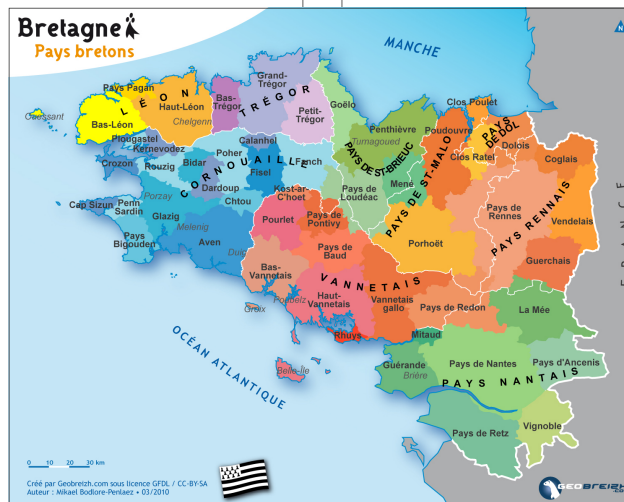 Bretagne
Pays bretons
MANCHE
N
Pays Pagan
LÉON
Haut-Léon
Bas-Léon
Ouessant
Chelgenn
Bas-Trégor
Grand-Trégor
TRÉGOR
Petit-Trégor
Goëlo
Penthièvre
Turnagoued
PAYS DE ST-BRIEUC
Mené
Pays de Loudéac
Poudouvre
Clos Poulet
PAYS DE DOL
Clos Ratel
Dolois
PAYS DE ST-MALO
Porhoët
Coglais
Pays de Rennes
PAYS RENNAIS
Vendelais
Guerchais
Plougastel
Kernevodez
Crozon
Rouzig
Bidar
Poher
Calanhel
CORNOUAILLE
Fisel
Dardoup
Chtou
Kost-ar-C'hoet
Cap Sizun
Penn Sardin
Porzay
Glazig
Melenig
Pays Bigouden
Aven
Pourlet
Pays de Pontivy
Pays de Baud
VANNETAIS
Bas-Vannetais
Haut-Vannetais
Vannetais gallo
Groix
Rhuys
Belle-Ile
Pays de Redon
La Mée
Mitaud
Guérande
Brière
Pays de Nantes
Pays d'Ancenis
PAYS NANTAIS
Pays de Retz
Vignoble
OCÉAN ATLANTIQUE
0 10 20 30 km
Créé par Geobreizh.com sous licence GFDL / CC-BY-SA
Auteur : Mikael Bodlore-Penlaez • 03/2010
GEOBREIZH
.COM